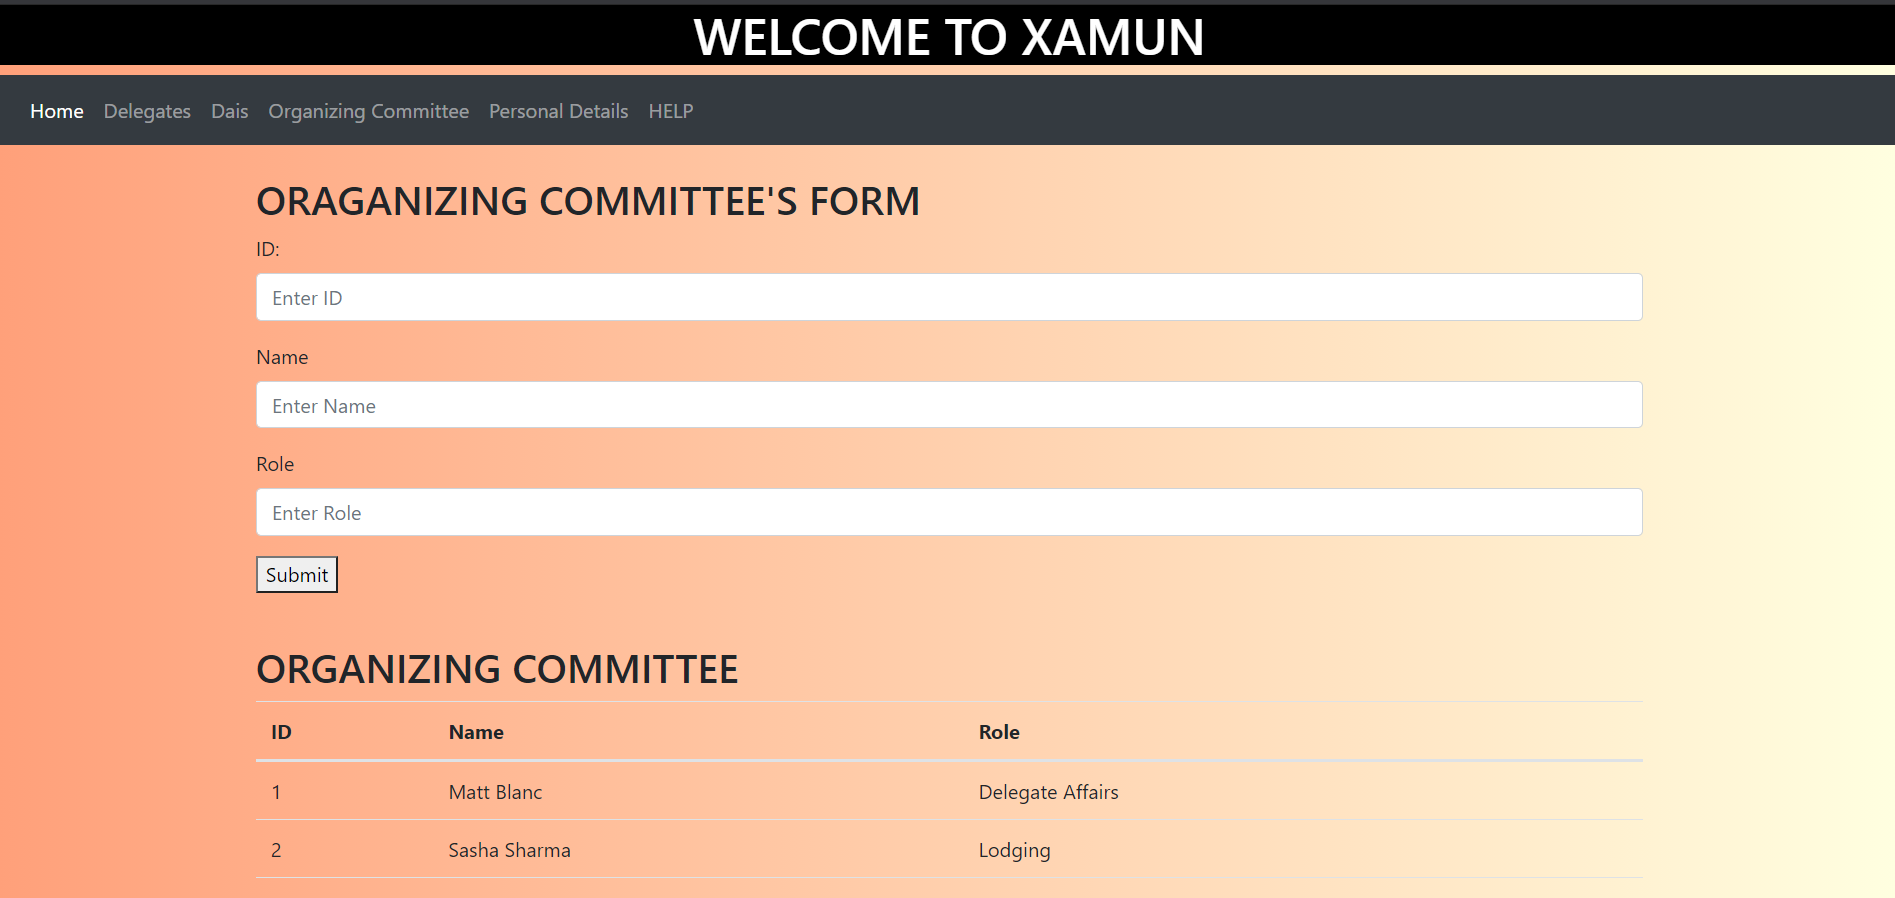 WELCOME TO XAMUN
Home Delegates Dais Organizing Committee Personal Details HELP
ORAGANIZING COMMITTEE'S FORM
ID:
Enter ID
Name
Enter Name
Role
Enter Role
Submit
ORGANIZING COMMITTEE
ID Name Role
1 Matt Blanc Delegate Affairs
2 Sasha Sharma Lodging